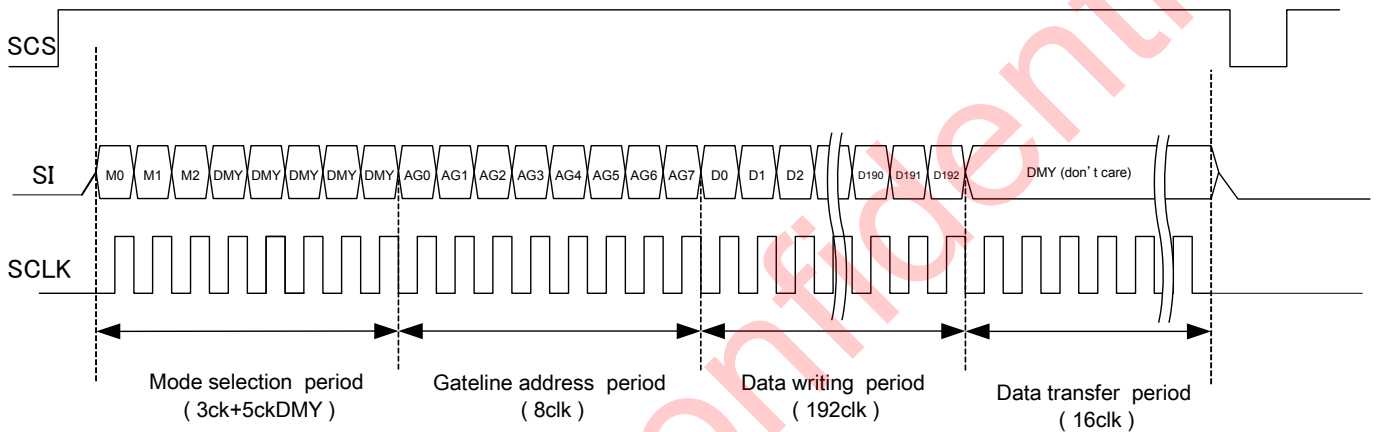 SCS
SI
M0 M1 M2 DMY DMY DMY DMY DMY AG0 AG1 AG2 AG3 AG4 AG5 AG6 AG7 D0 D1 D2 D190 D191 D192 DMY (don't care)
SCLK
Mode selection period Gateline address period Data writing period Data transfer period
( 3ck+5ckDMY ) ( 8clk ) ( 192clk ) ( 16clk )
onfidenti